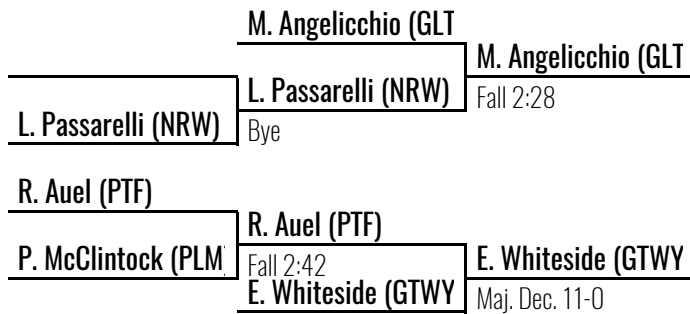 M. Angelicchio (GLT
M. Angelicchio (GLT
L. Passarelli (NRW)
Fall 2:28
L. Passarelli (NRW)
Bye
R. Auel (PTF)
R. Auel (PTF)
P. McClintock (PLM)
Fall 2:42
E. Whiteside (GTWY
E. Whiteside (GTWY
Maj. Dec. 11-0